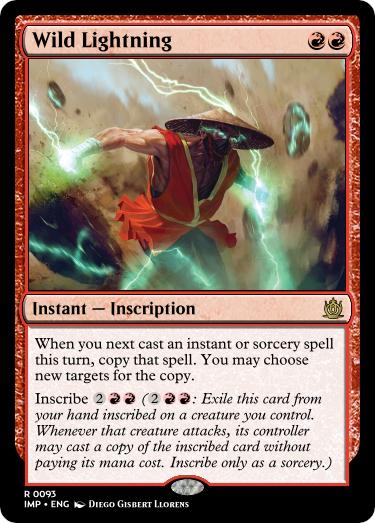 Wild Lightning
Instant — Inscription
When you next cast an instant or sorcery spell
this turn, copy that spell. You may choose
new targets for the copy.
Inscribe 2 (2 : Exile this card from
your hand inscribed on a creature you control.
Whenever that creature attacks, its controller
may cast a copy of the inscribed card without
paying its mana cost. Inscribe only as a sorcery.)
R 0093
IMP • ENG Diego Gisbert Llorens